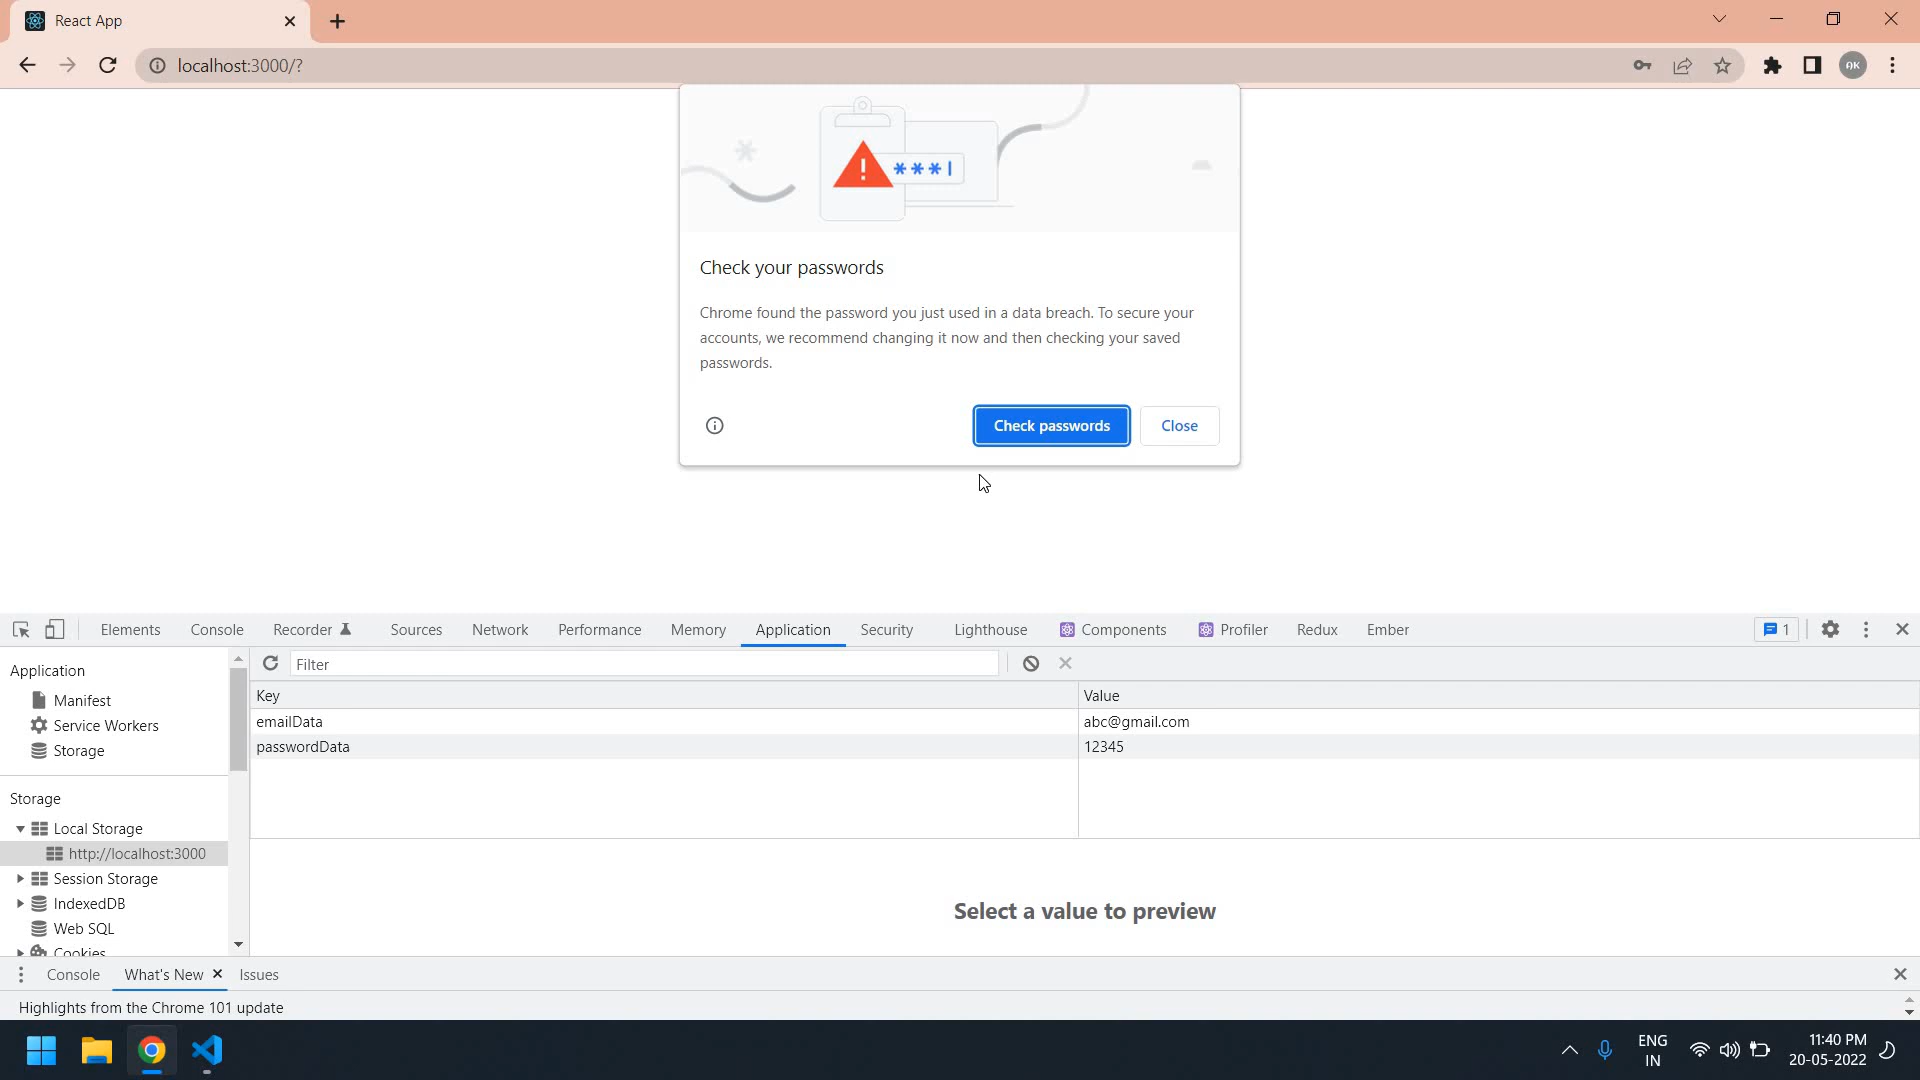 React App
localhost:3000/?
AK
! ***
Check your passwords
Chrome found the password you just used in a data breach. To secure your
accounts, we recommend changing it now and then checking your saved
passwords.
Check passwords Close
Elements Console Recorder Sources Network Performance Memory Application Security Lighthouse Components Profiler Redux Ember 1
Application
Filter
Key Value
Manifest
emailData abc@gmail.com
Service Workers
passwordData 12345
Storage
Storage
Local Storage
http://localhost:3000
Session Storage
IndexedDB
Select a value to preview
Web SQL
Cookies
Console What's New Issues
Highlights from the Chrome 101 update
ENG
IN
11:40 PM
20-05-2022